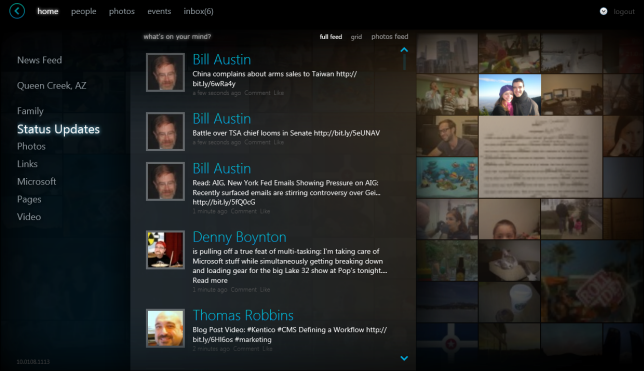 home people photos events inbox(6) logout
what's on your mind? full feed grid photos feed
News Feed
Queen Creek, AZ
Family
Status Updates
Photos
Links
Microsoft
Pages
Video
Bill Austin
China complains about arms sales to Taiwan http://
bit.ly/6wRa4y
a few seconds ago Comment Like
Bill Austin
Battle over TSA chief looms in Senate http://bit.ly/5eUNAV
a few seconds ago Comment Like
Bill Austin
Read: AIG, New York Fed Emails Showing Pressure on AIG:
Recently surfaced emails are stirring controversy over Gei...
http://bit.ly/5fQ0cG
1 minute ago Comment Like
Denny Boynton
is pulling off a true feat of multi-tasking: I'm taking care of
Microsoft stuff while simultaneously getting breaking down
and loading gear for the big Lake 32 show at Pop's tonight....
Read more
1 minute ago Comment Like
Thomas Robbins
Blog Post Video: #Kentico #CMS Defining a Workflow http://
bit.ly/6HI6os #marketing
2 minutes ago Comment Like